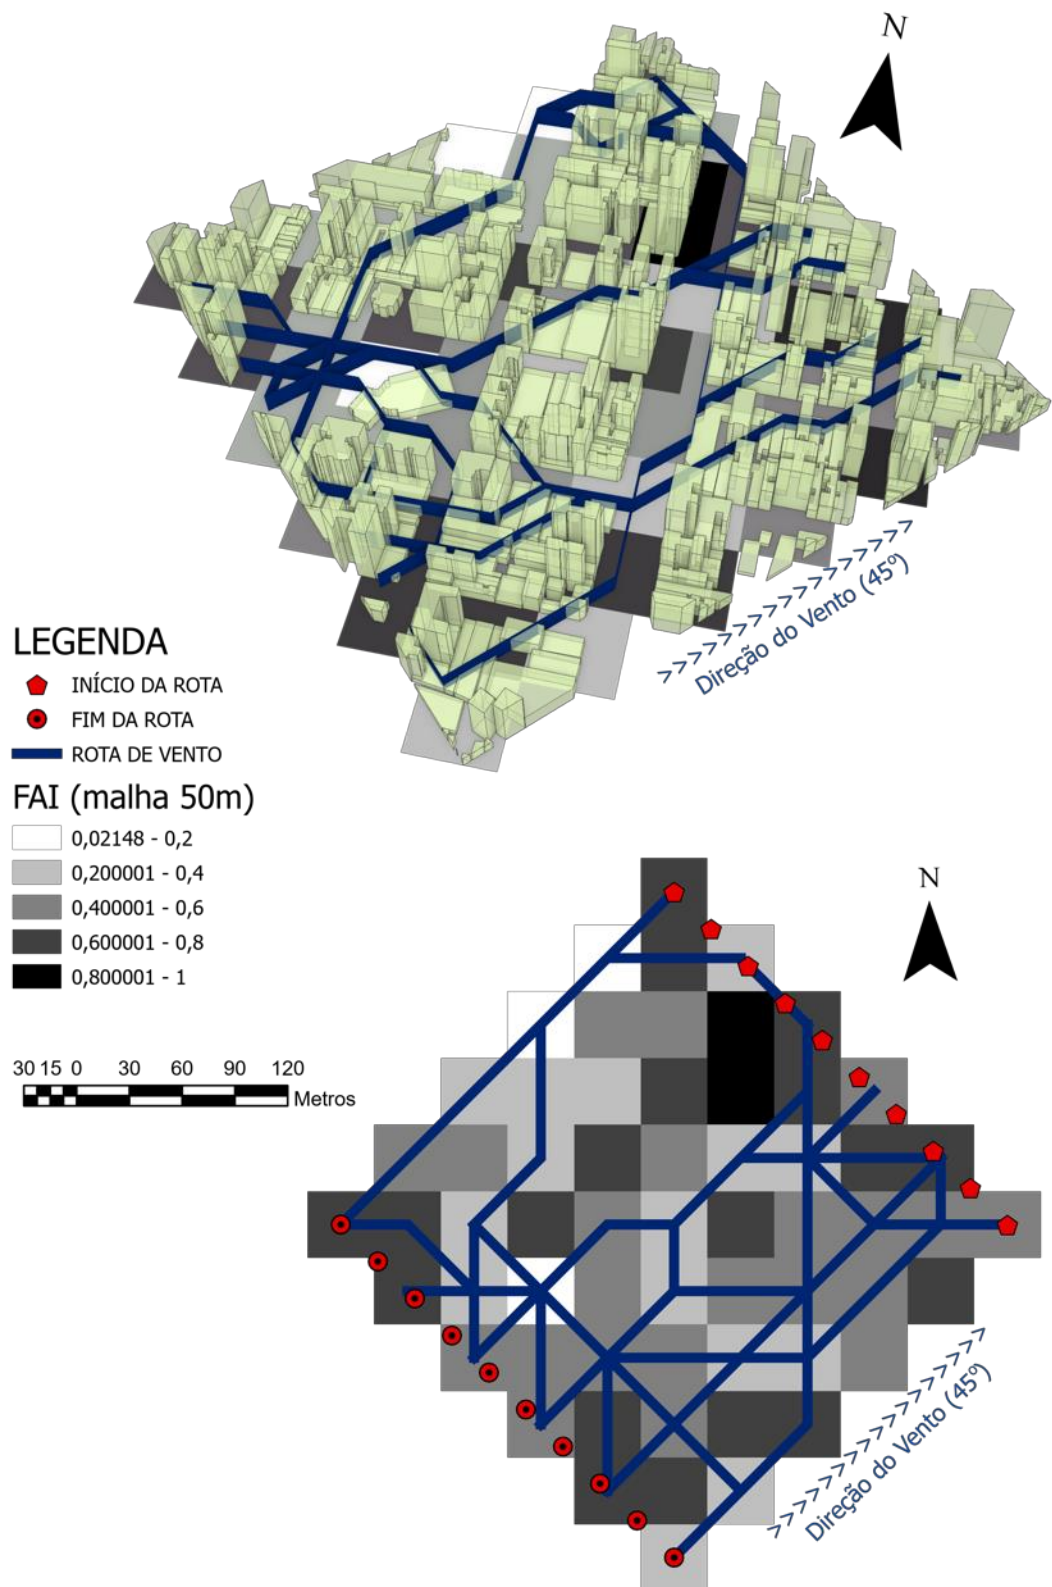 N
>>>>>>>>>>>>>>>>>
Direção do Vento (45º)
LEGENDA
INÍCIO DA ROTA
FIM DA ROTA
ROTA DE VENTO
FAI (malha 50m)
0,02148 - 0,2
0,200001 - 0,4
0,400001 - 0,6
0,600001 - 0,8
0,800001 - 1
30 15 0 30 60 90 120
Metros
N
>>>>>>>>>>>>>>>>>
Direção do Vento (45º)